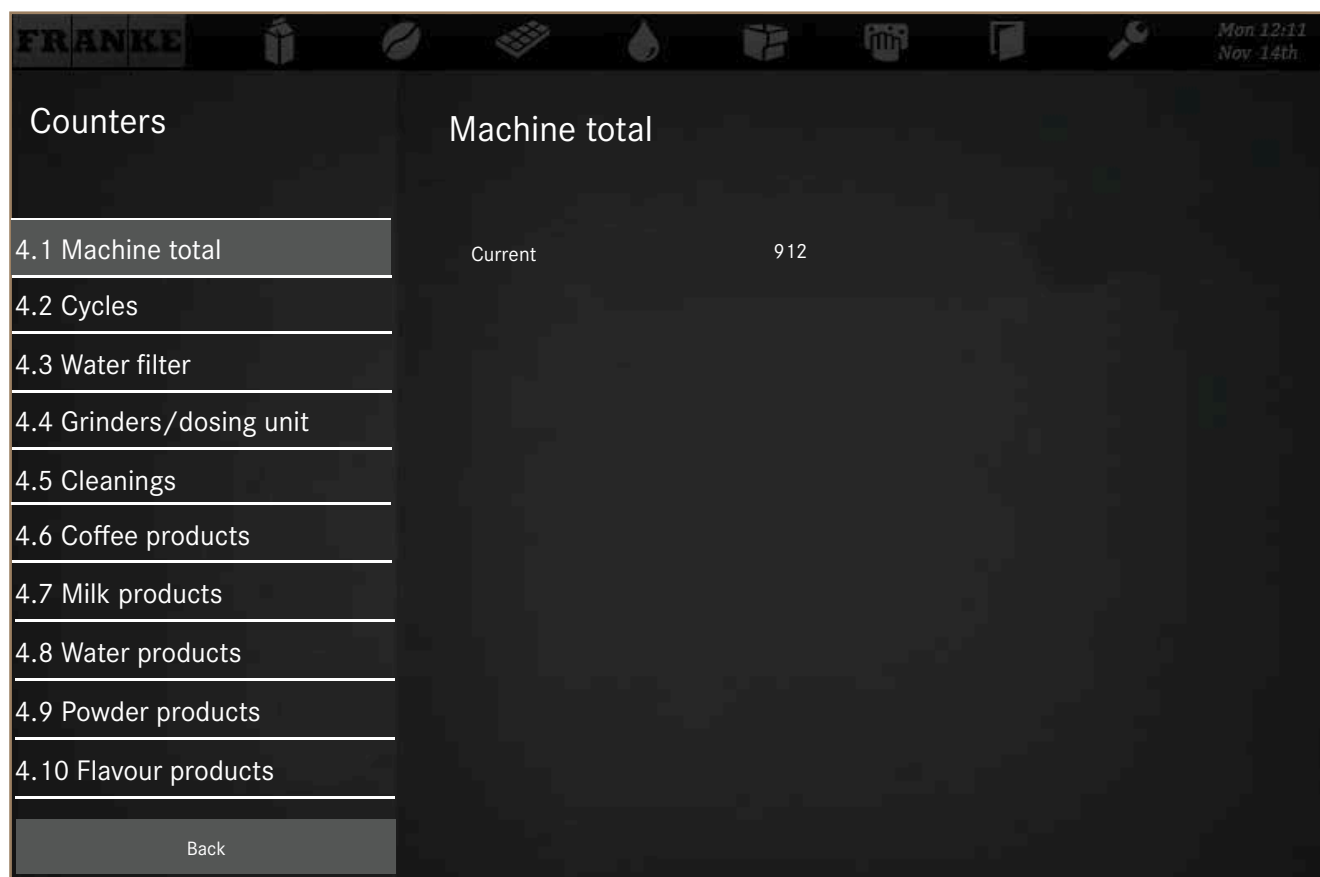 FRANKE
Mon 12:11
Nov 14th
Counters
Machine total
4.1 Machine total
Current 912
4.2 Cycles
4.3 Water filter
4.4 Grinders/dosing unit
4.5 Cleanings
4.6 Coffee products
4.7 Milk products
4.8 Water products
4.9 Powder products
4.10 Flavour products
Back